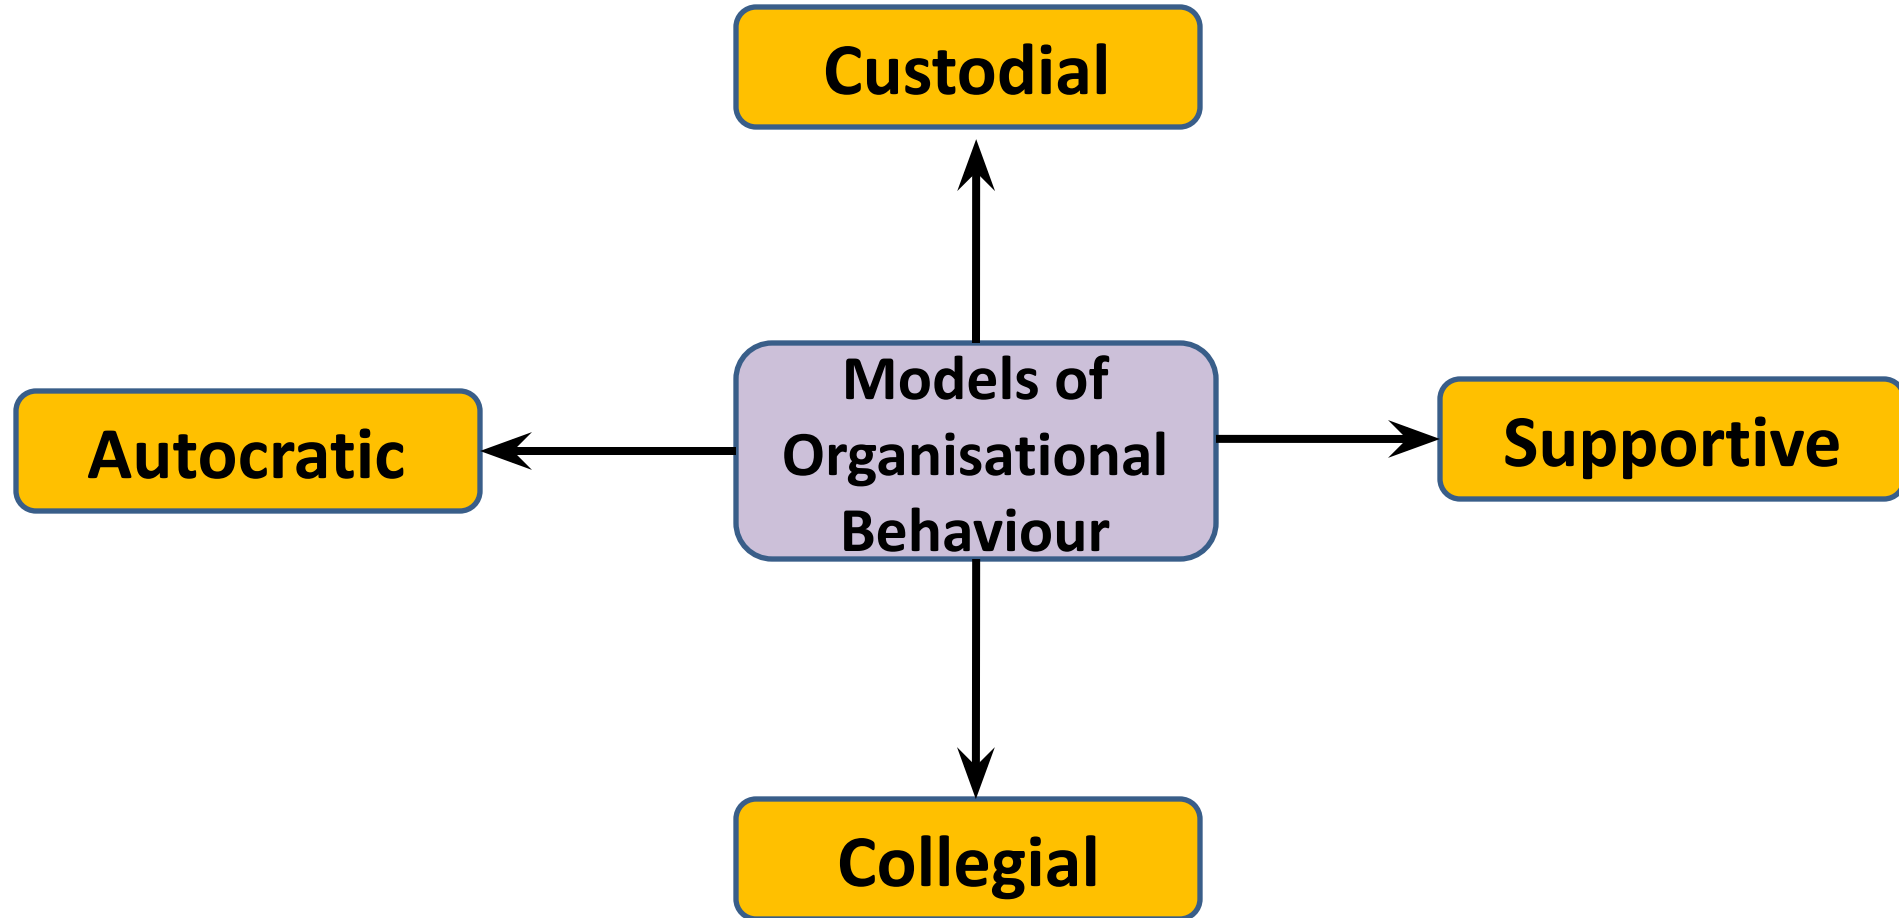 Custodial
Models of
Organisational
Behaviour
Autocratic
Supportive
Collegial